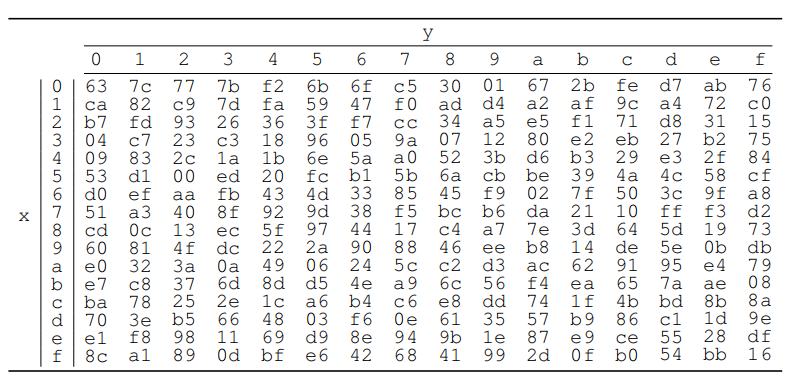 y
0 1 2 3 4 5 6 7 8 9 a b c d e f
0 63 7c 77 7b f2 6b 6f c5 30 01 67 2b fe d7 ab 76
1 ca 82 c9 7d fa 59 47 f0 ad d4 a2 af 9c a4 72 c0
2 b7 fd 93 26 36 3f f7 cc 34 a5 e5 f1 71 d8 31 15
3 04 c7 23 c3 18 96 05 9a 07 12 80 e2 eb 27 b2 75
4 09 83 2c 1a 1b 6e 5a a0 52 3b d6 b3 29 e3 2f 84
5 53 d1 00 ed 20 fc b1 5b 6a cb be 39 4a 4c 58 cf
6 d0 ef aa fb 43 4d 33 85 45 f9 02 7f 50 3c 9f a8
x 7 51 a3 40 8f 92 9d 38 f5 bc b6 da 21 10 ff f3 d2
8 cd 0c 13 ec 5f 97 44 17 c4 a7 7e 3d 64 5d 19 73
9 60 81 4f dc 22 2a 90 88 46 ee b8 14 de 5e 0b db
a e0 32 3a 0a 49 06 24 5c c2 d3 ac 62 91 95 e4 79
b e7 c8 37 6d 8d d5 4e a9 6c 56 f4 ea 65 7a ae 08
c ba 78 25 2e 1c a6 b4 c6 e8 dd 74 1f 4b bd 8b 8a
d 70 3e b5 66 48 03 f6 0e 61 35 57 b9 86 c1 1d 9e
e e1 f8 98 11 69 d9 8e 94 9b 1e 87 e9 ce 55 28 df
f 8c a1 89 0d bf e6 42 68 41 99 2d 0f b0 54 bb 16